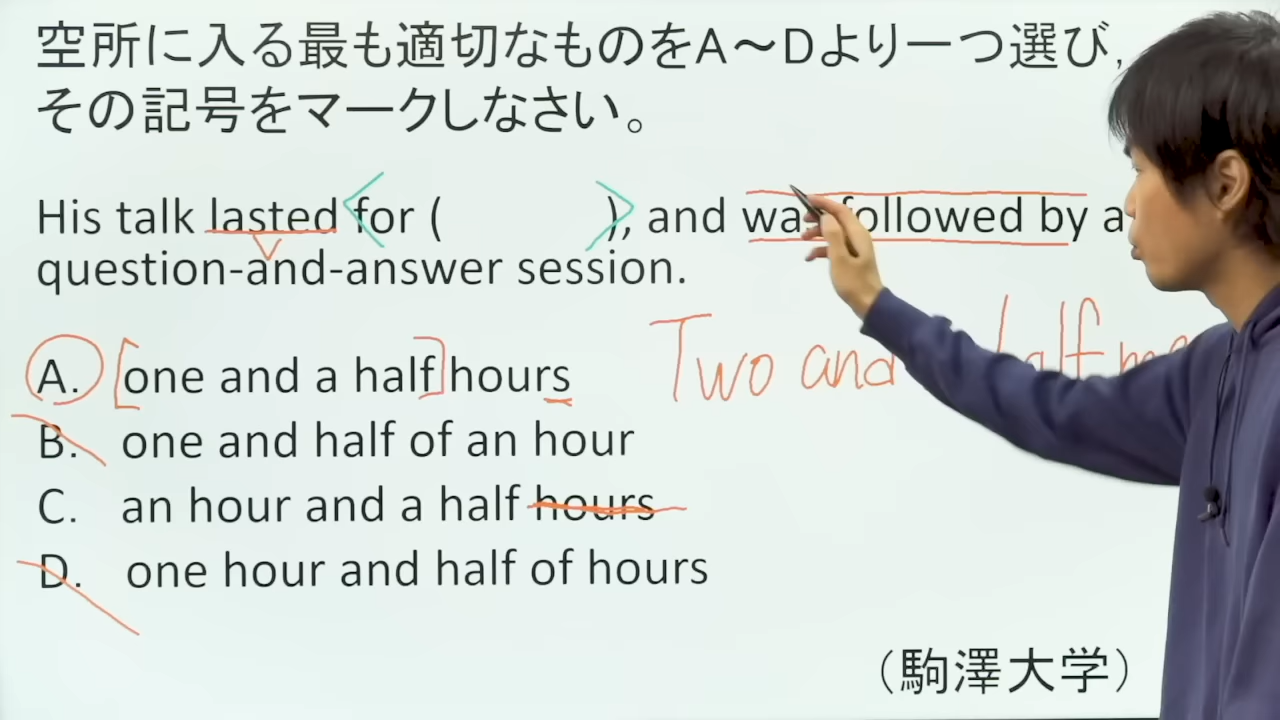 空所に入る最も適切なものをA～Dより一つ選び,
その記号をマークしなさい。
His talk lasted for ( ), and was followed by a
question-and-answer session.
A. one and a half hours
Two and half
B. one and half of an hour
C. an hour and a half hours
D. one hour and half of hours
（駒澤大学）